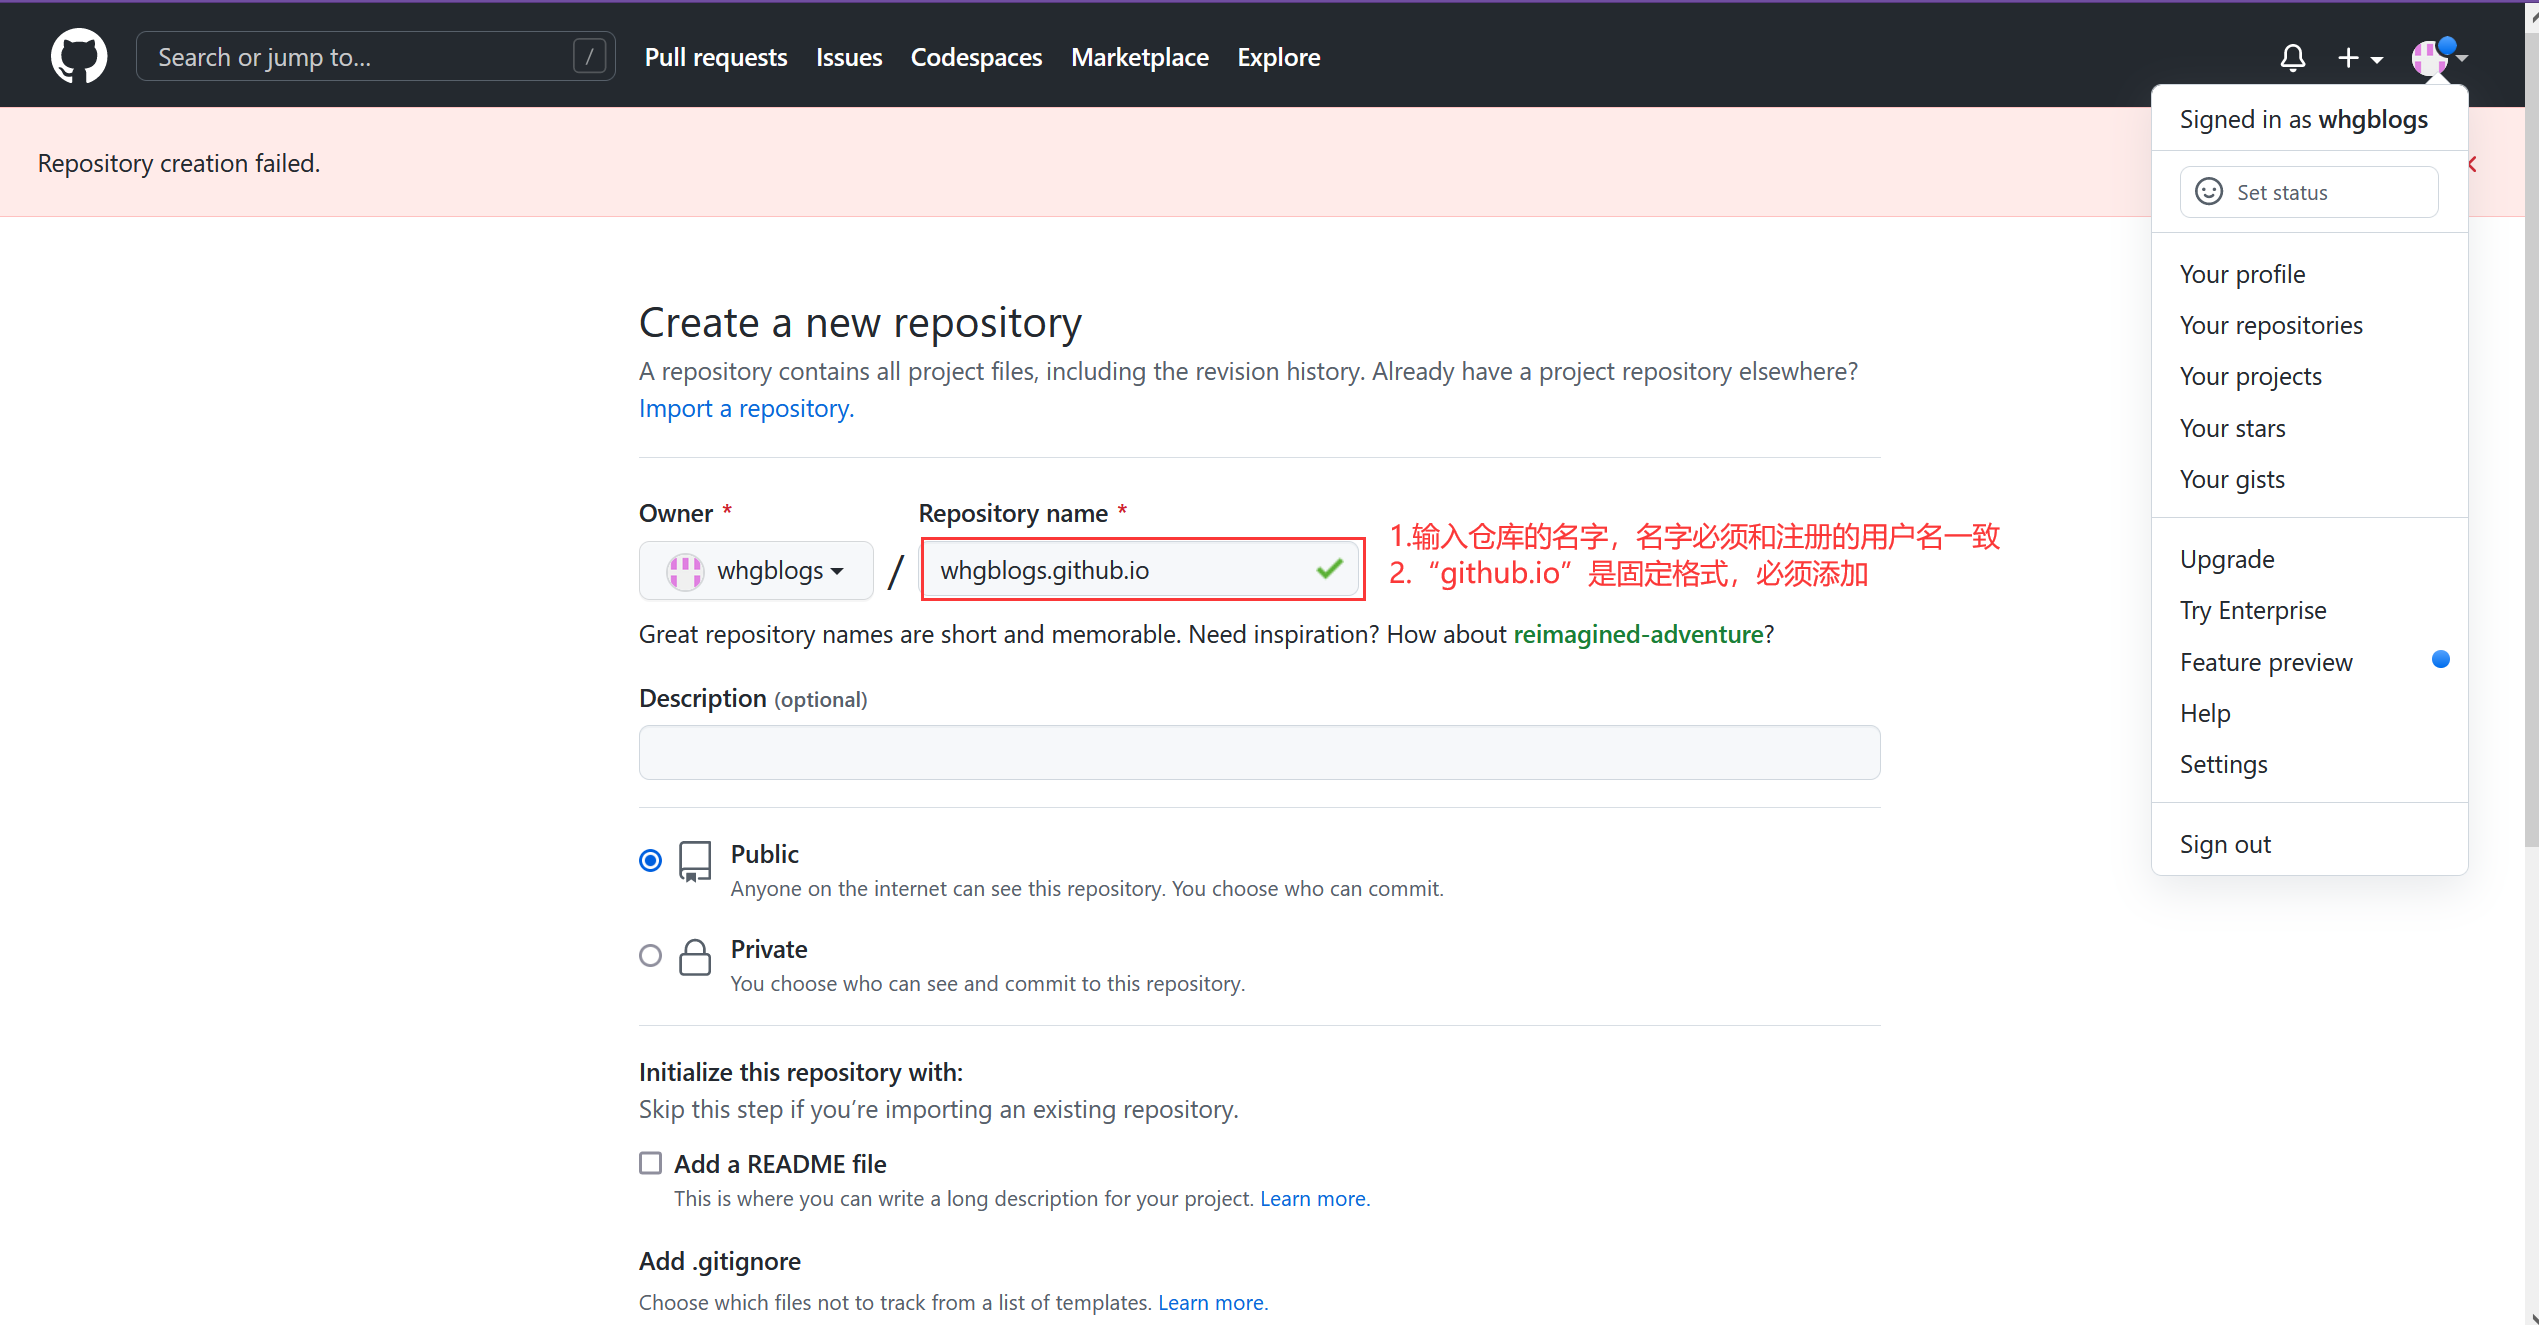 Search or jump to...
/
Pull requests
Issues
Codespaces
Marketplace
Explore
Signed in as whgblogs
Repository creation failed.
Set status
Your profile
Your repositories
Your projects
Your stars
Your gists
Upgrade
Try Enterprise
Feature preview
Help
Settings
Sign out
Create a new repository
A repository contains all project files, including the revision history. Already have a project repository elsewhere?
Import a repository.
Owner *
Repository name *
whgblogs
/
whgblogs.github.io
1.输入仓库的名字，名字必须和注册的用户名一致
2.“github.io”是固定格式，必须添加
Great repository names are short and memorable. Need inspiration? How about reimagined-adventure?
Description (optional)
Public
Anyone on the internet can see this repository. You choose who can commit.
Private
You choose who can see and commit to this repository.
Initialize this repository with:
Skip this step if you’re importing an existing repository.
Add a README file
This is where you can write a long description for your project. Learn more.
Add .gitignore
Choose which files not to track from a list of templates. Learn more.